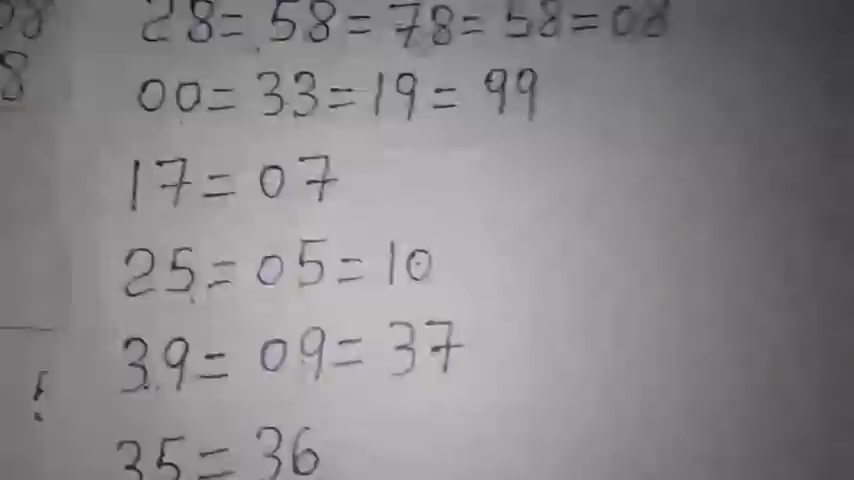 28= 58=78=58=08
00= 33=19= 99
17= 07
25= 05=10
39= 09= 37
35= 36